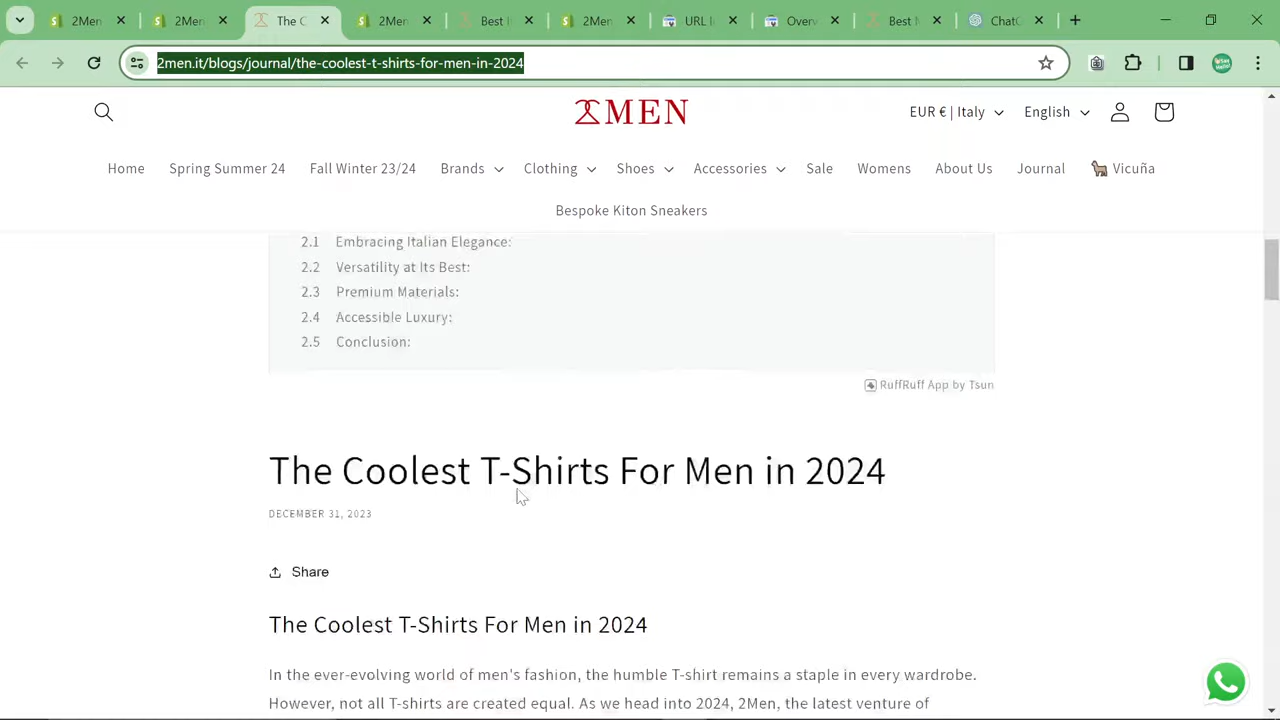 2Men
2Men
The C
2Men
Best I
2Men
URL I
Overv
Best M
ChatG
2men.it/blogs/journal/the-coolest-t-shirts-for-men-in-2024
2MEN
EUR € | Italy
English
Home
Spring Summer 24
Fall Winter 23/24
Brands
Clothing
Shoes
Accessories
Sale
Womens
About Us
Journal
Vicuña
Bespoke Kiton Sneakers
2.1 Embracing Italian Elegance:
2.2 Versatility at Its Best:
2.3 Premium Materials:
2.4 Accessible Luxury:
2.5 Conclusion:
RuffRuff App by Tsun
The Coolest T-Shirts For Men in 2024
DECEMBER 31, 2023
Share
The Coolest T-Shirts For Men in 2024
In the ever-evolving world of men's fashion, the humble T-shirt remains a staple in every wardrobe.
However, not all T-shirts are created equal. As we head into 2024, 2Men, the latest venture of